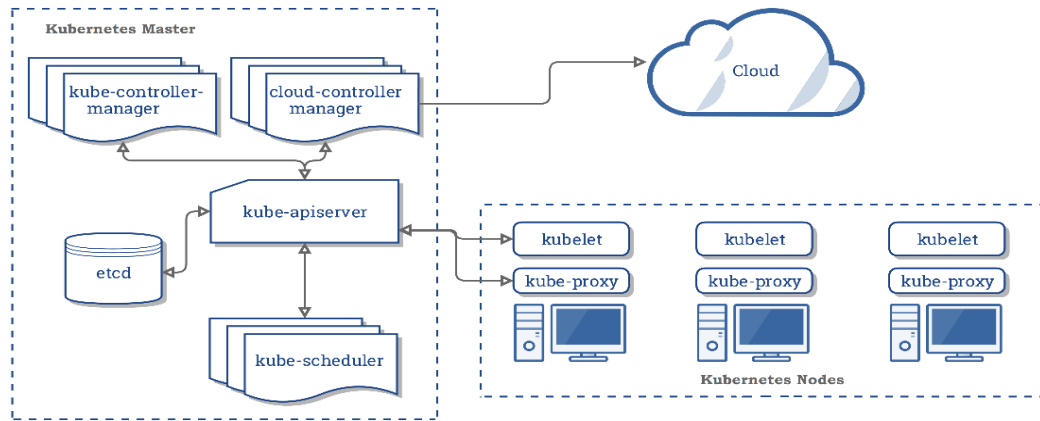 Kubernetes Master
kube-controller-
manager
cloud-controller
manager
Cloud
kube-apiserver
etcd
kube-scheduler
kubelet
kubelet
kubelet
kube-proxy
kube-proxy
kube-proxy
Kubernetes Nodes